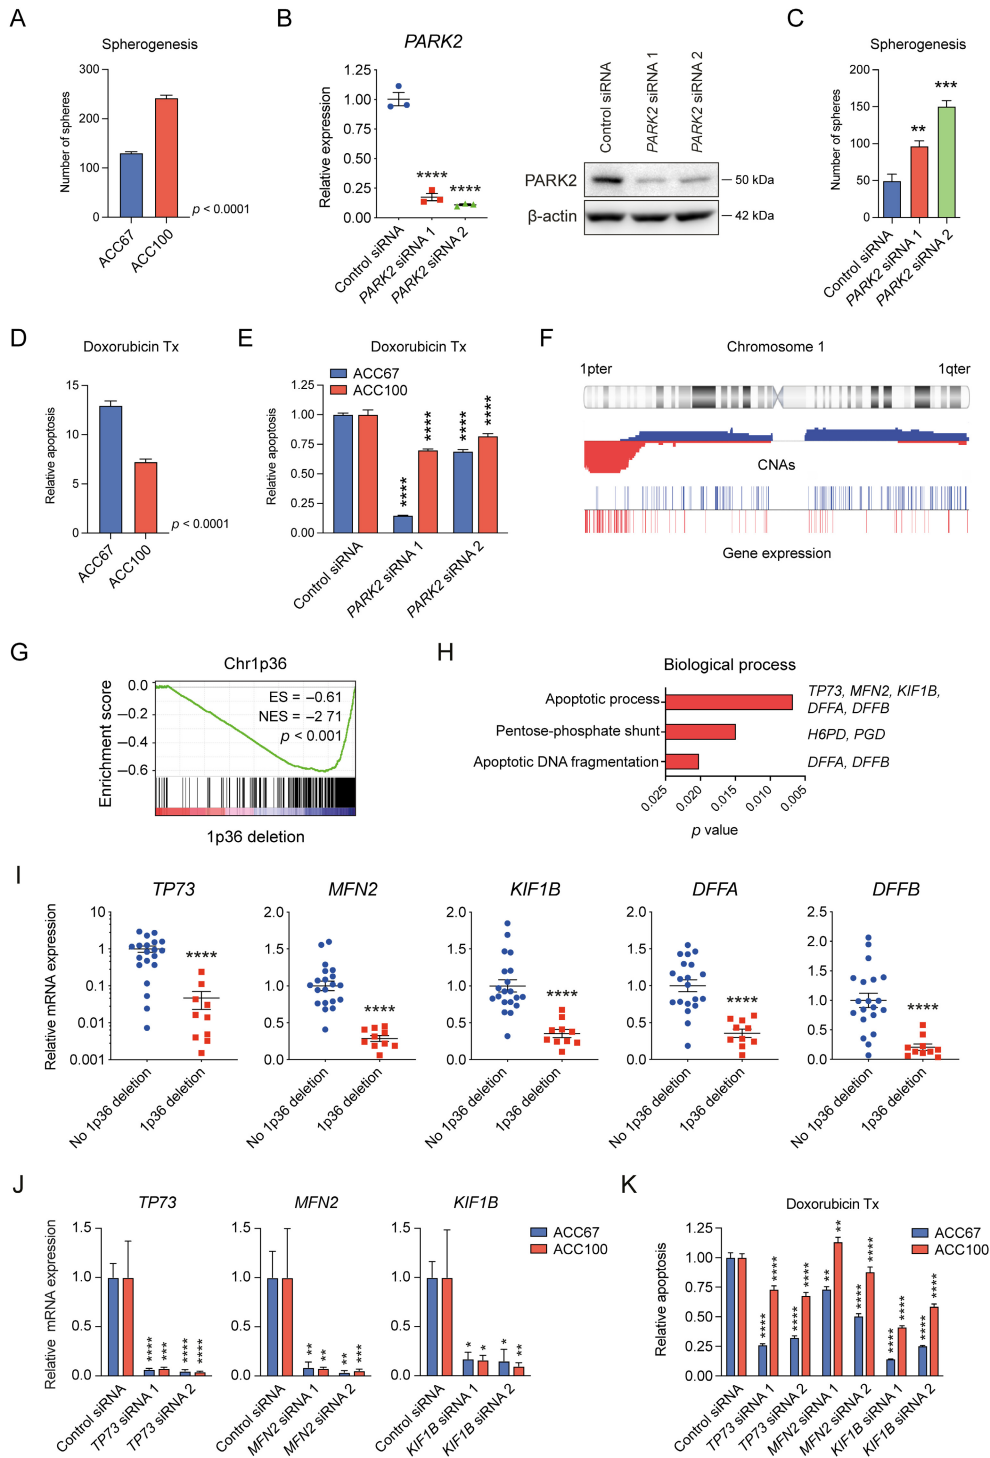 A
Spherogenesis
Number of spheres
300
200
100
0
ACC67
ACC100
p < 0.0001
B
PARK2
Relative expression
1.25
1.00
0.75
0.50
0.25
0.00
****
****
Control siRNA
PARK2 siRNA 1
PARK2 siRNA 2
Control siRNA
PARK2 siRNA 1
PARK2 siRNA 2
PARK2
50 kDa
β-actin
42 kDa
C
Spherogenesis
Number of spheres
200
150
100
50
0
**
***
Control siRNA
PARK2 siRNA 1
PARK2 siRNA 2
D
Doxorubicin Tx
Relative apoptosis
15
10
5
0
ACC67
ACC100
p < 0.0001
E
Doxorubicin Tx
ACC67
ACC100
Relative apoptosis
1.25
1.00
0.75
0.50
0.25
0.00
****
****
****
****
Control siRNA
PARK2 siRNA 1
PARK2 siRNA 2
F
Chromosome 1
1pter
1qter
CNAs
Gene expression
G
Chr1p36
Enrichment score
0.0
–0.2
–0.4
–0.6
ES = –0.61
NES = –2 71
p < 0.001
1p36 deletion
H
Biological process
Apoptotic process
TP73, MFN2, KIF1B,
DFFA, DFFB
Pentose-phosphate shunt
H6PD, PGD
Apoptotic DNA fragmentation
DFFA, DFFB
0.025
0.020
0.015
0.010
0.005
p value
I
Relative mRNA expression
TP73
10
1
0.1
0.01
0.001
****
No 1p36 deletion
1p36 deletion
MFN2
2.0
1.5
1.0
0.5
0.0
****
No 1p36 deletion
1p36 deletion
KIF1B
2.0
1.5
1.0
0.5
0.0
****
No 1p36 deletion
1p36 deletion
DFFA
2.0
1.5
1.0
0.5
0.0
****
No 1p36 deletion
1p36 deletion
DFFB
2.5
2.0
1.5
1.0
0.5
0.0
****
No 1p36 deletion
1p36 deletion
J
Relative mRNA expression
TP73
1.5
1.0
0.5
0.0
****
***
****
****
Control siRNA
TP73 siRNA 1
TP73 siRNA 2
MFN2
1.5
1.0
0.5
0.0
**
**
**
***
Control siRNA
MFN2 siRNA 1
MFN2 siRNA 2
KIF1B
1.5
1.0
0.5
0.0
*
*
*
**
Control siRNA
KIF1B siRNA 1
KIF1B siRNA 2
ACC67
ACC100
K
Doxorubicin Tx
ACC67
ACC100
Relative apoptosis
1.25
1.00
0.75
0.50
0.25
0.00
****
****
****
****
**
**
****
****
****
****
****
****
Control siRNA
TP73 siRNA 1
TP73 siRNA 2
MFN2 siRNA 1
MFN2 siRNA 2
KIF1B siRNA 1
KIF1B siRNA 2